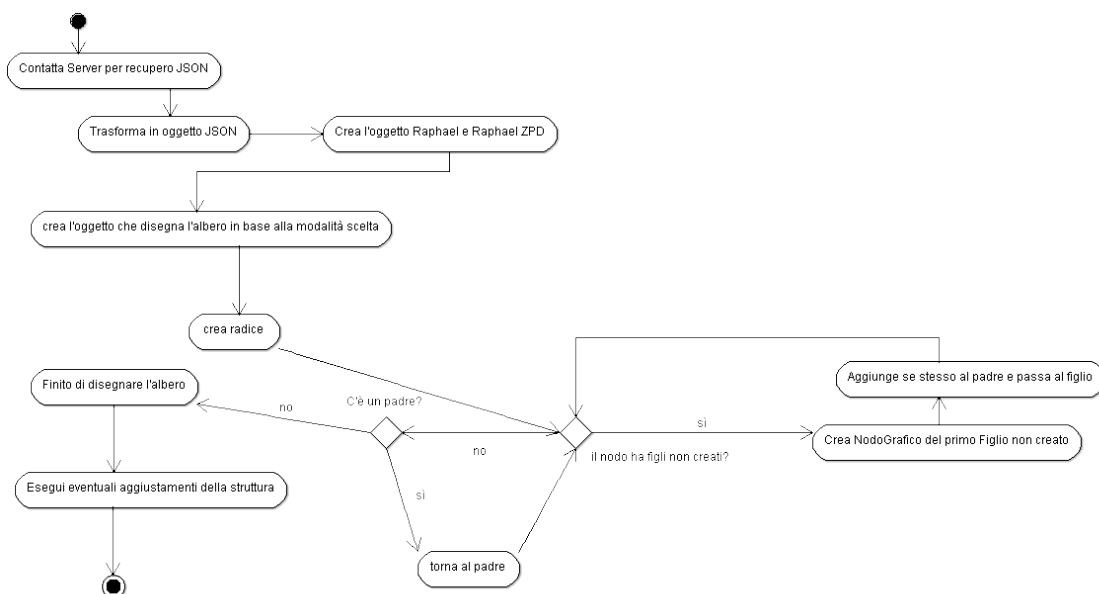 Contatta Server per recupero JSON
Trasforma in oggetto JSON
Crea l'oggetto Raphael e Raphael ZPD
crea l'oggetto che disegna l'albero in base alla modalità scelta
crea radice
Finito di disegnare l'albero
no
C'è un padre?
no
sì
il nodo ha figli non creati?
Aggiunge se stesso al padre e passa al figlio
Crea NodoGrafico del primo Figlio non creato
Esegui eventuali aggiustamenti della struttura
sì
torna al padre